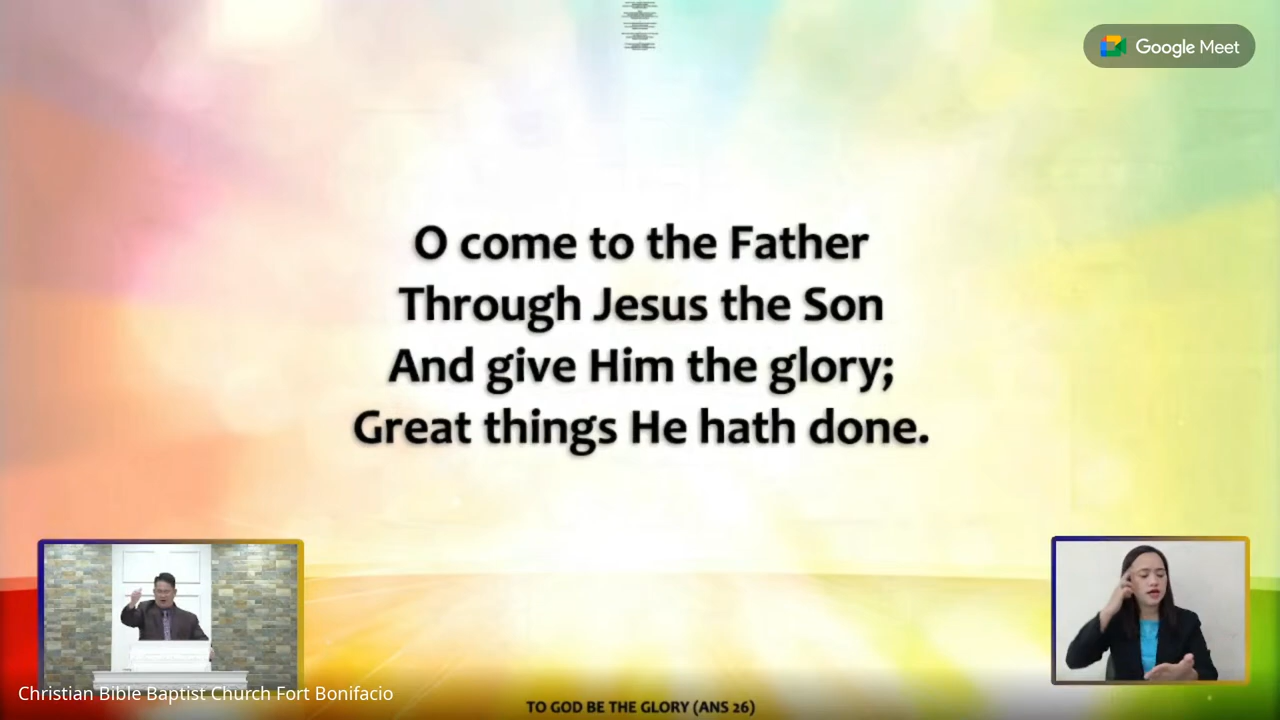 Google Meet
O come to the Father
Through Jesus the Son
And give Him the glory;
Great things He hath done.
Christian Bible Baptist Church Fort Bonifacio
TO GOD BE THE GLORY (ANS 26)